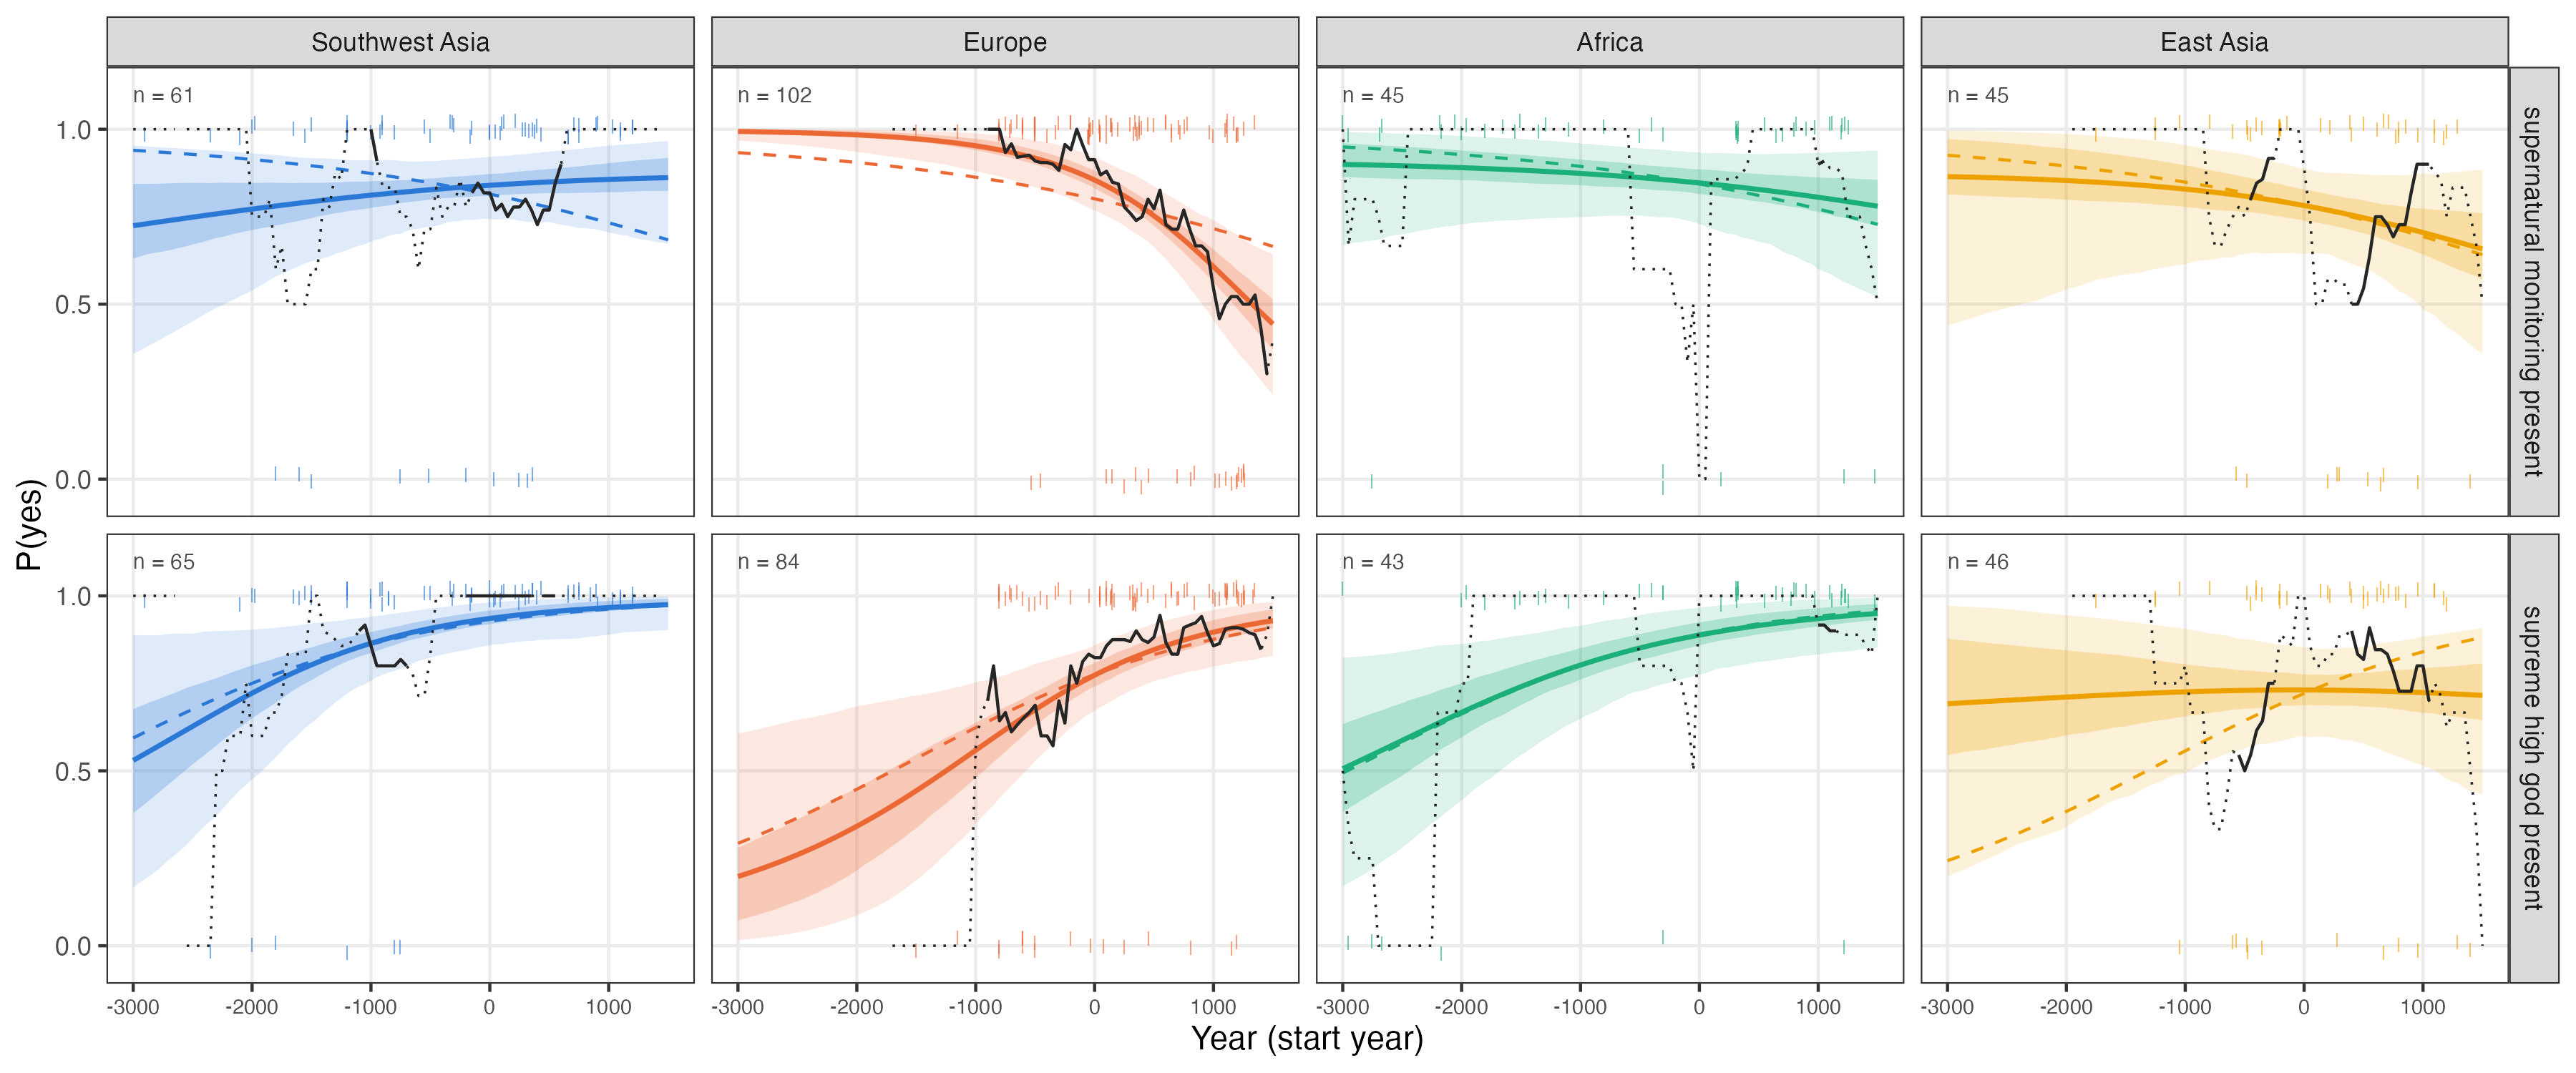 Southwest Asia
Europe
Africa
East Asia
n = 61
n = 102
n = 45
n = 45
1.0
0.5
0.0
supernatural monitoring present
n = 65
n = 84
n = 43
n = 46
1.0
0.5
0.0
supreme high god present
P(yes)
-3000 -2000 -1000 0 1000
-3000 -2000 -1000 0 1000
-3000 -2000 -1000 0 1000
-3000 -2000 -1000 0 1000
Year (start year)